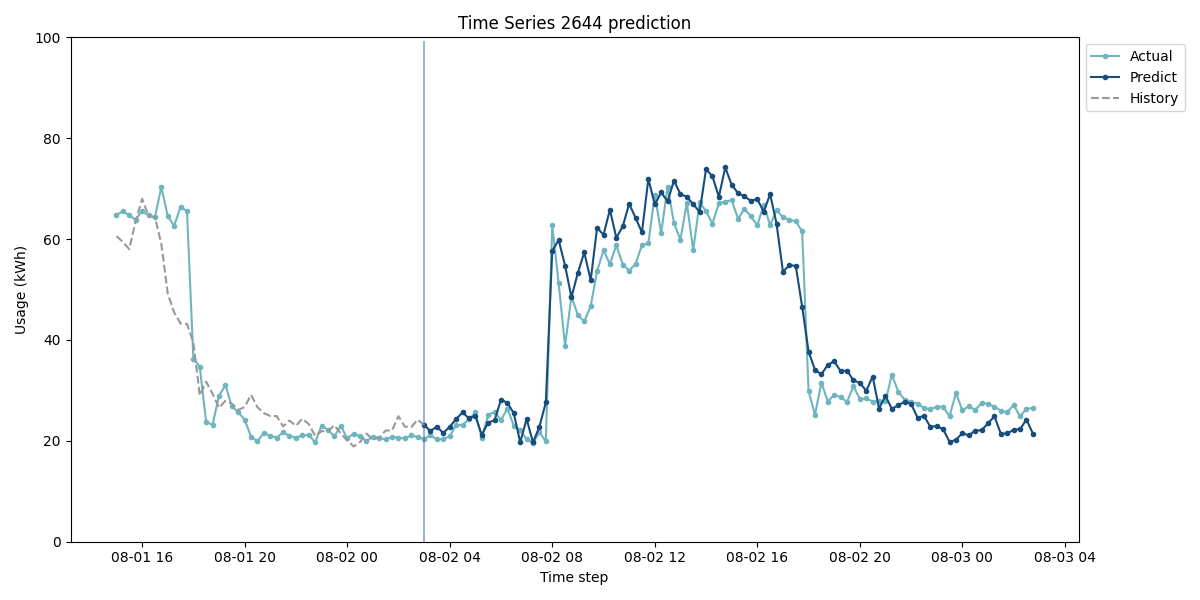 Time Series 2644 prediction
100
80
60
40
20
0
Usage (kWh)
08-01 16
08-01 20
08-02 00
08-02 04
08-02 08
08-02 12
08-02 16
08-02 20
08-03 00
08-03 04
Time step
Actual
Predict
History